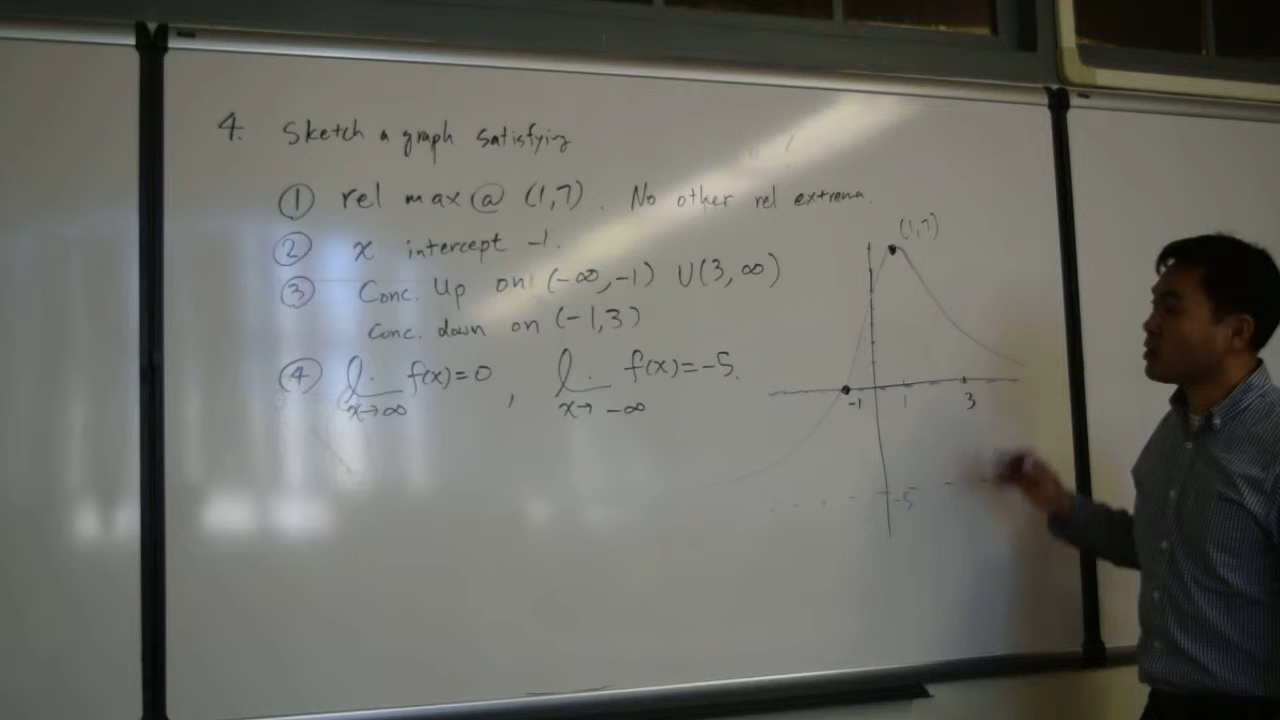 4. Sketch a graph satisfying
① rel max @ (1,7). No other rel extrema.
② x intercept -1.
③ Conc. Up on (-∞,-1) U (3,∞)
Conc. down on (-1,3)
④ lim x→∞ f(x)=0, lim x→-∞ f(x)=-5.
(1,7)
-1 1 3
-5